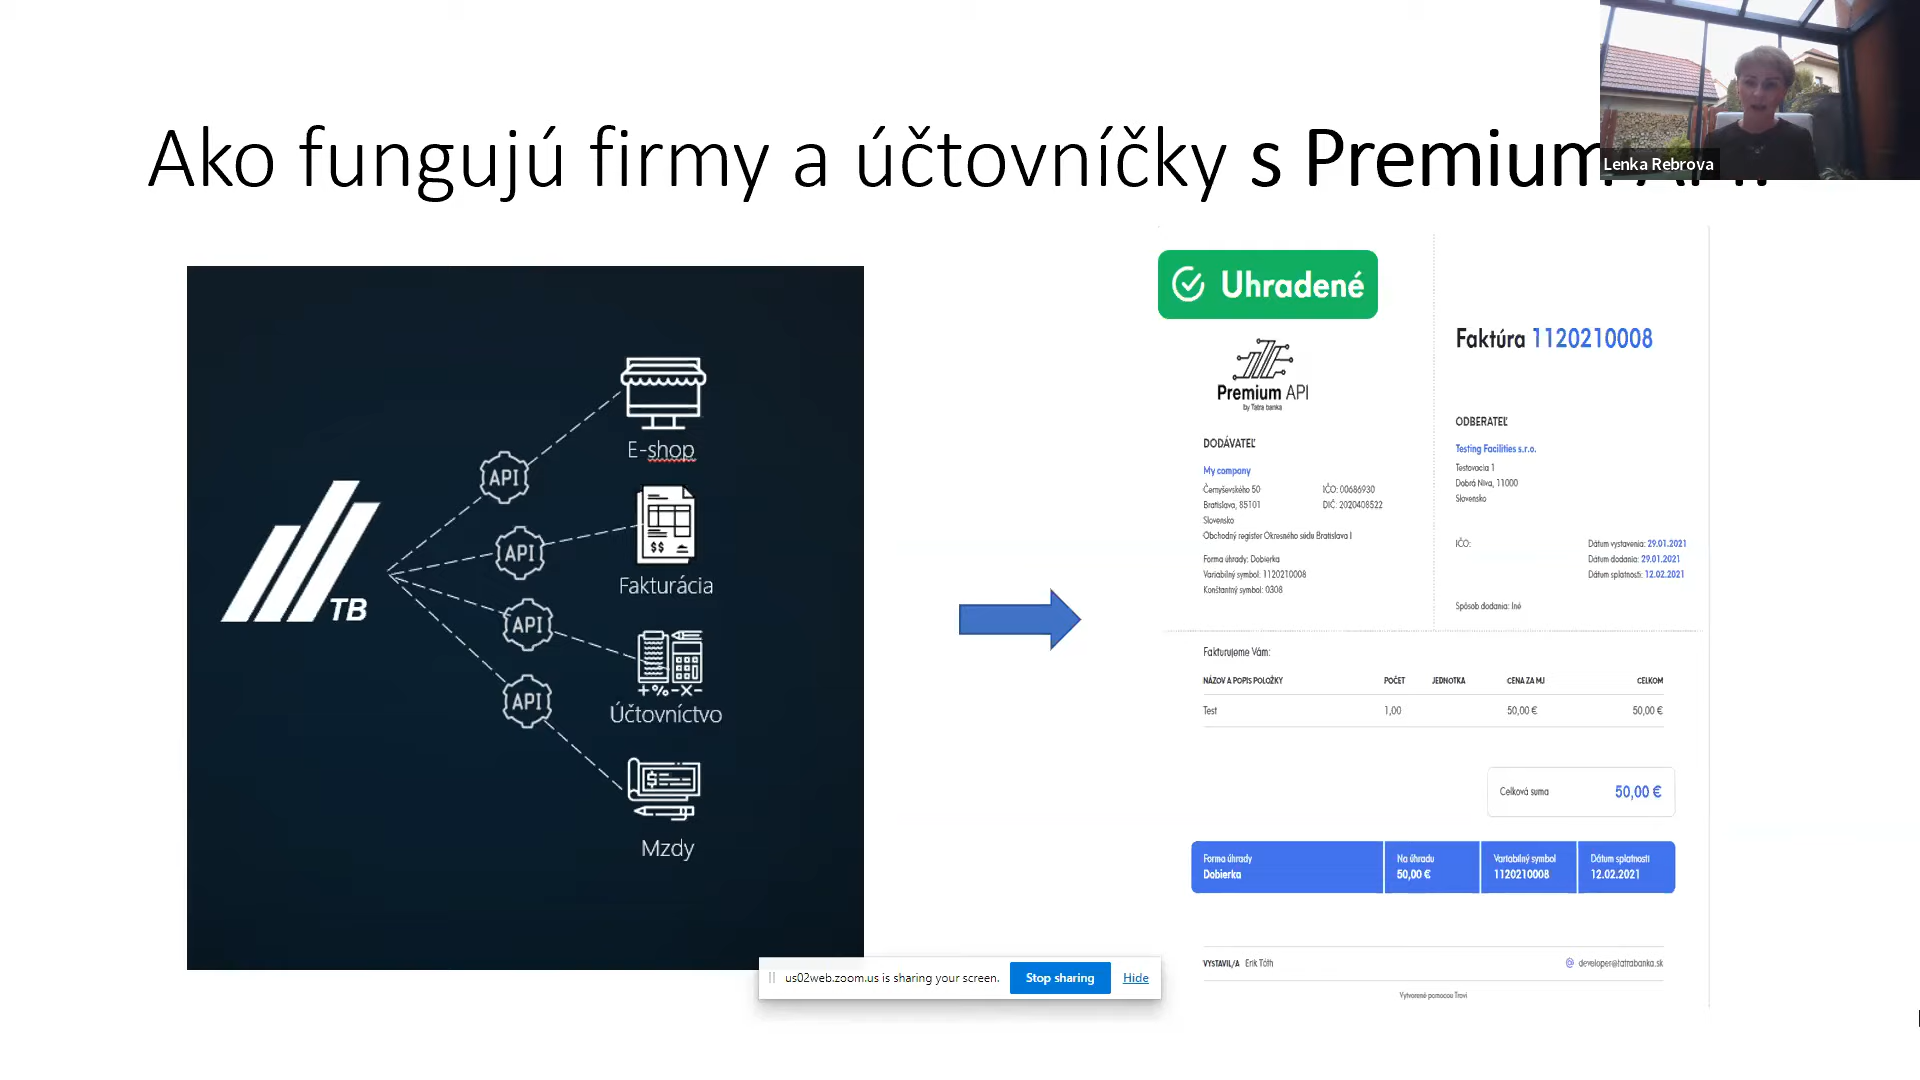 Ako fungujú firmy a účtovníčky s Premium API?
Lenka Rebrova
TB
API
API
API
API
E-shop
Fakturácia
Účtovníctvo
Mzdy
Uhradené
Premium API
by Tatra banka
Faktúra 1120210008
DODÁVATEĽ
My company
Černyševského 50
IČO: 00686930
Bratislava, 85101
DIČ: 2020408522
Slovensko
Obchodný register Okresného súdu Bratislava I
Forma úhrady: Dobierka
Variabilný symbol: 1120210008
Konštantný symbol: 0308
ODBERATEĽ
Testing Facilities s.r.o.
Testovacia 1
Dobrá Niva, 11000
Slovensko
IČO:
Dátum vystavenia: 29.01.2021
Dátum dodania: 29.01.2021
Dátum splatnosti: 12.02.2021
Spôsob dodania: Iné
Fakturujeme Vám:
NÁZOV A POPIS POLOŽKY POČET JEDNOTKA CENA ZA MJ CELKOM
Test 1,00 50,00 € 50,00 €
Celková suma 50,00 €
Forma úhrady Na úhradu Variabilný symbol Dátum splatnosti
Dobierka 50,00 € 1120210008 12.02.2021
VYSTAVIL/A Erik Tóth
@ developer@tatrabanka.sk
Vytvorené pomocou Trovi
us02web.zoom.us is sharing your screen. Stop sharing Hide